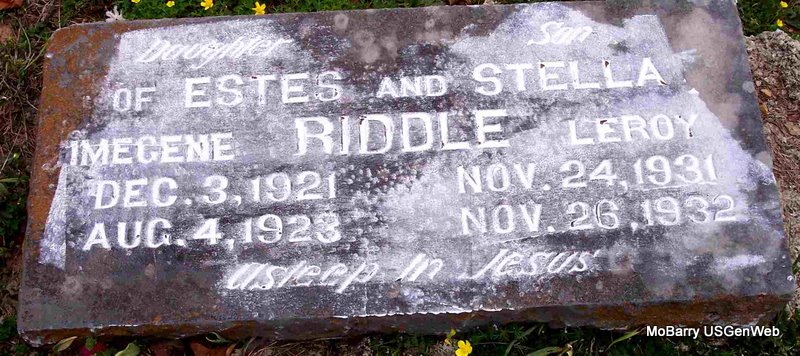 Daughter Son
OF ESTES AND STELLA
IMEGENE RIDDLE LEROY
DEC. 3, 1921 NOV. 24, 1931
AUG. 4, 1923 NOV. 26, 1932
Asleep In Jesus
MoBarry USGenWeb